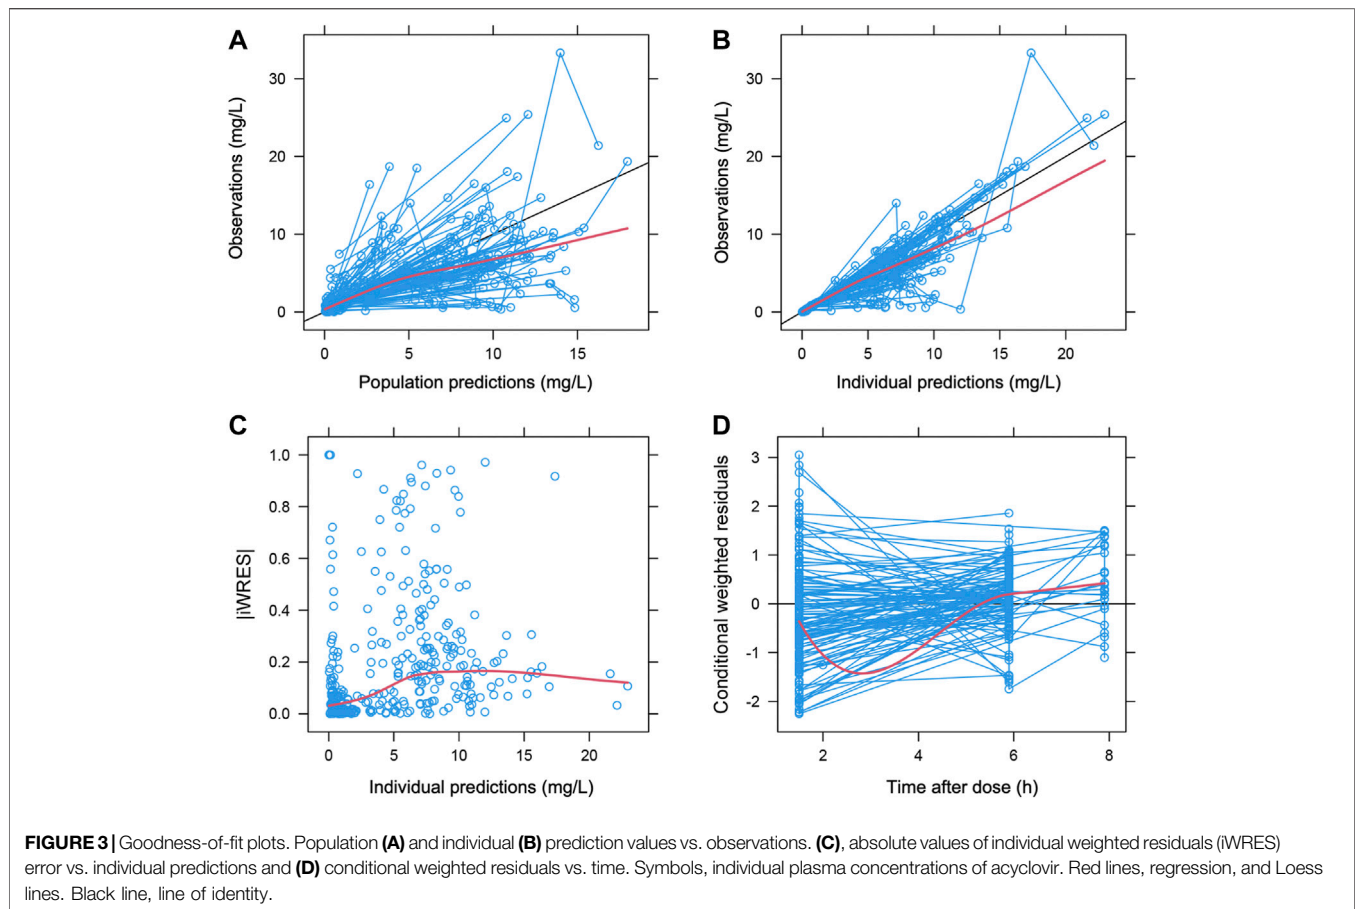 A
B
Observations (mg/L)
30
20
10
0
0 5 10 15
Population predictions (mg/L)
Observations (mg/L)
30
20
10
0
0 5 10 15 20
Individual predictions (mg/L)
C
D
|iWRES|
1.0
0.8
0.6
0.4
0.2
0.0
0 5 10 15 20
Individual predictions (mg/L)
Conditional weighted residuals
3
2
1
0
-1
-2
2 4 6 8
Time after dose (h)
FIGURE 3 | Goodness-of-fit plots. Population (A) and individual (B) prediction values vs. observations. (C), absolute values of individual weighted residuals (iWRES)
error vs. individual predictions and (D) conditional weighted residuals vs. time. Symbols, individual plasma concentrations of acyclovir. Red lines, regression, and Loess
lines. Black line, line of identity.